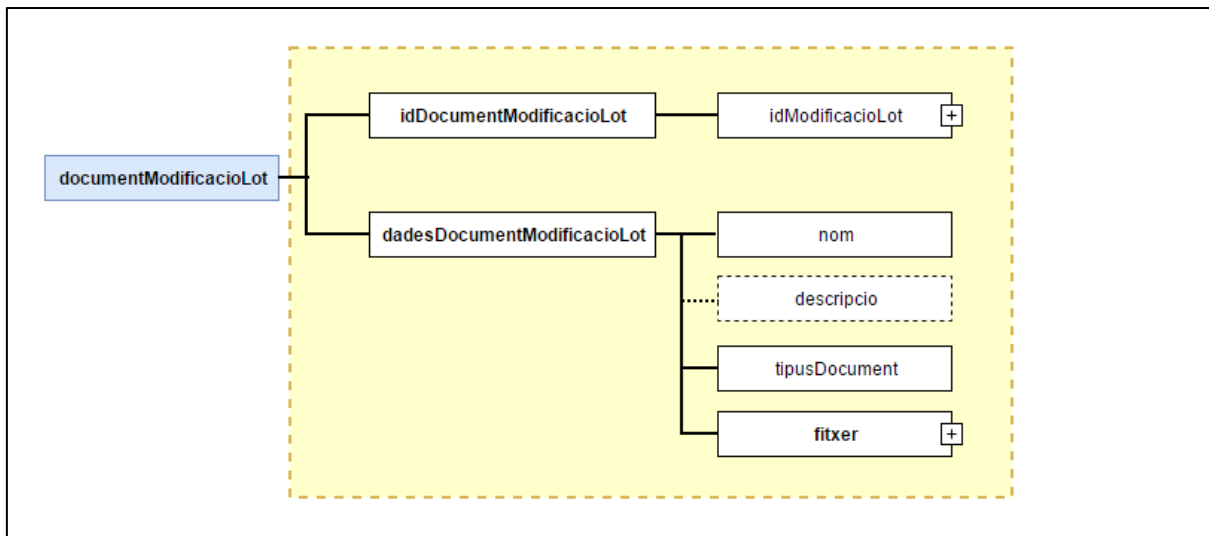 idDocumentModificacioLot
idModificacioLot
+
documentModificacioLot
dadesDocumentModificacioLot
nom
descripcio
tipusDocument
fitxer
+